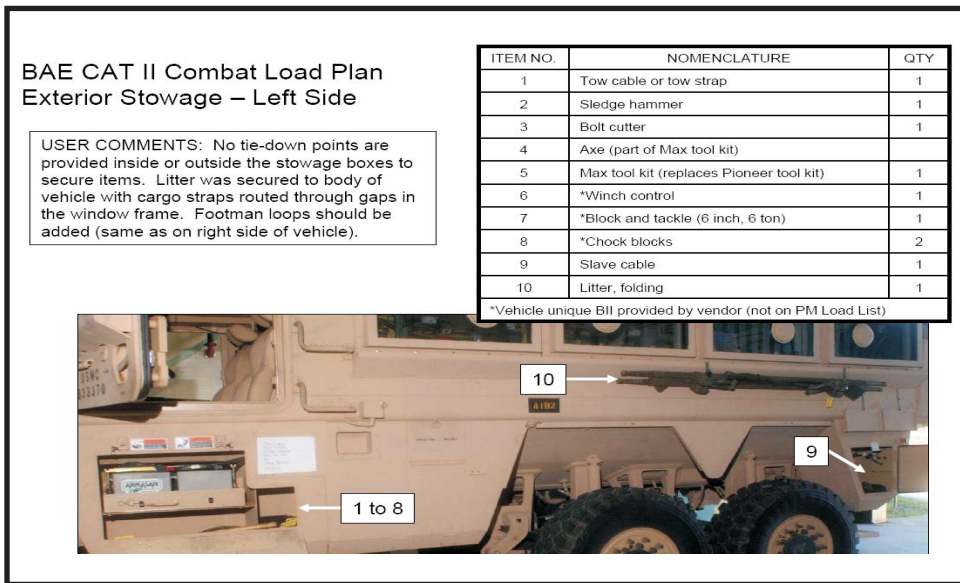 BAE CAT II Combat Load Plan
Exterior Stowage – Left Side
USER COMMENTS: No tie-down points are
provided inside or outside the stowage boxes to
secure items. Litter was secured to body of
vehicle with cargo straps routed through gaps in
the window frame. Footman loops should be
added (same as on right side of vehicle).
ITEM NO. NOMENCLATURE QTY
1 Tow cable or tow strap 1
2 Sledge hammer 1
3 Bolt cutter 1
4 Axe (part of Max tool kit)
5 Max tool kit (replaces Pioneer tool kit) 1
6 *Winch control 1
7 *Block and tackle (6 inch, 6 ton) 1
8 *Chock blocks 2
9 Slave cable 1
10 Litter, folding 1
*Vehicle unique BII provided by vendor (not on PM Load List)
USMC
10
A1B2
9
1 to 8